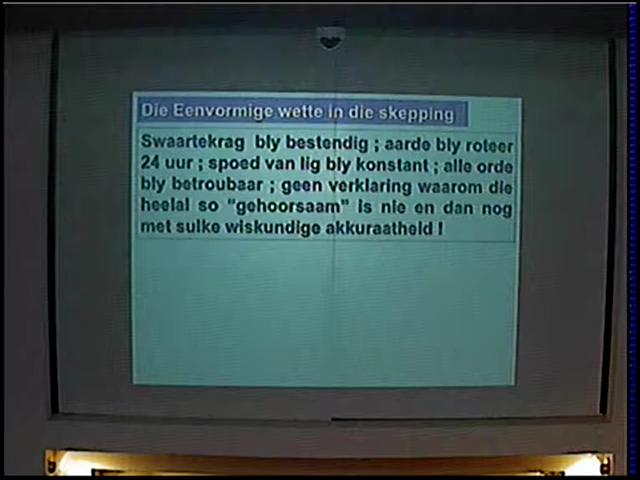 Die Eenvormige wette in die skepping
Swaartekrag bly bestendig ; aarde bly roteer
24 uur ; spoed van lig bly konstant ; alle orde
bly betroubaar ; geen verklaring waarom die
heelal so "gehoorsaam" is nie en dan nog
met sulke wiskundige akkuraatheid !